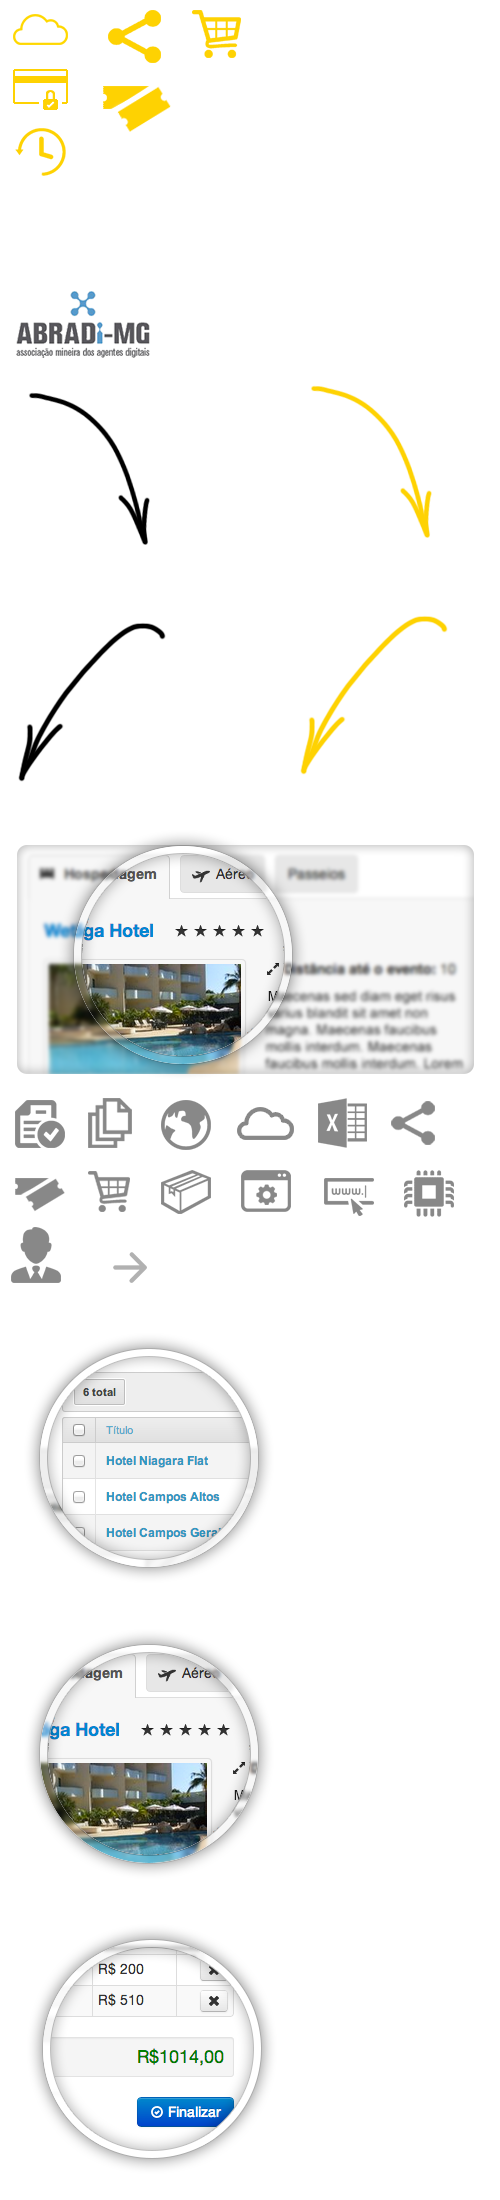 ABRADi-MG
associação mineira dos agentes digitais
Hospedagem
Aéreo
Passeios
Wetiga Hotel
Distância até o evento: 10
Maecenas sed diam eget risus
varius blandit sit amet non
magna. Maecenas faucibus
mollis interdum. Maecenas
faucibus mollis interdum. Lorem
X
www.
6 total
Título
Hotel Niagara Flat
Hotel Campos Altos
Hotel Campos Gerai
agem
Aére
ga Hotel
M
R$ 200
R$ 510
R$1014,00
Finalizar